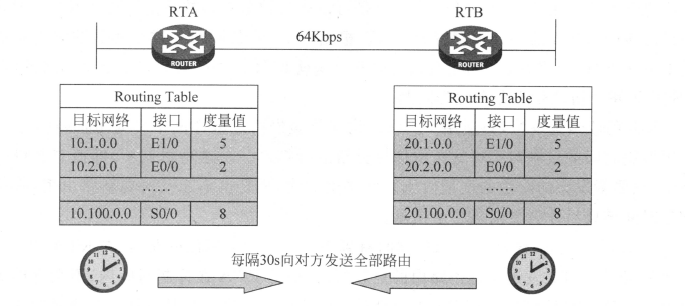 RTA
RTB
64Kbps
ROUTER
ROUTER
Routing Table
目标网络 接口 度量值
10.1.0.0 E1/0 5
10.2.0.0 E0/0 2
……
10.100.0.0 S0/0 8
Routing Table
目标网络 接口 度量值
20.1.0.0 E1/0 5
20.2.0.0 E0/0 2
……
20.100.0.0 S0/0 8
每隔30s向对方发送全部路由